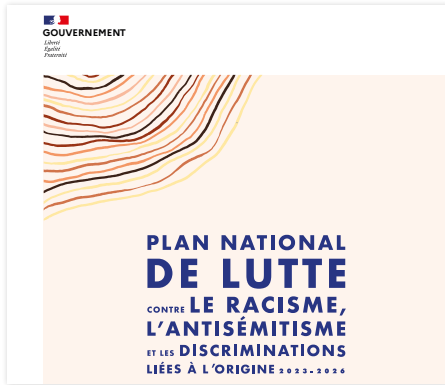 GOUVERNEMENT
Liberté
Égalité
Fraternité
PLAN NATIONAL
DE LUTTE
CONTRE LE RACISME,
L'ANTISÉMITISME
ET LES DISCRIMINATIONS
LIÉES À L'ORIGINE 2023-2026